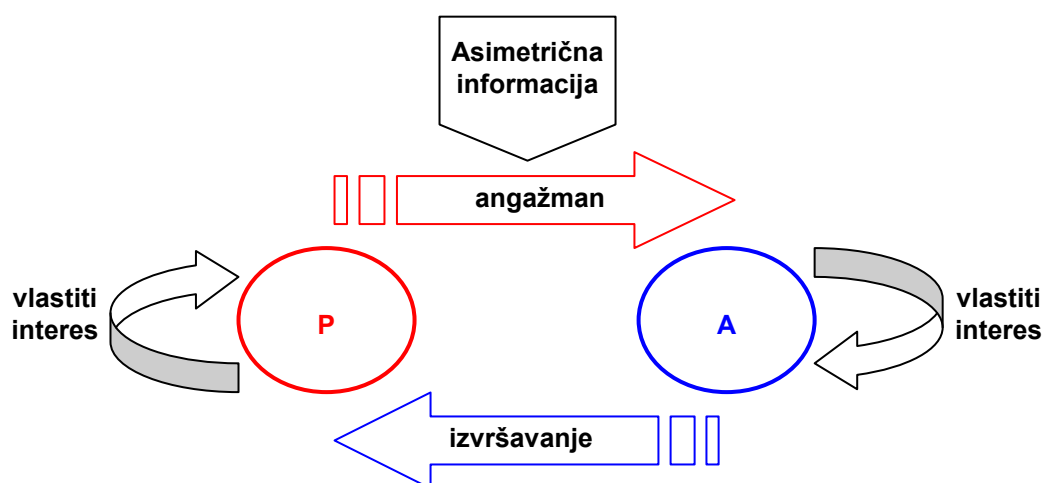 Asimetrična
informacija
angažman
vlastiti
interes
P
A
vlastiti
interes
izvršavanje